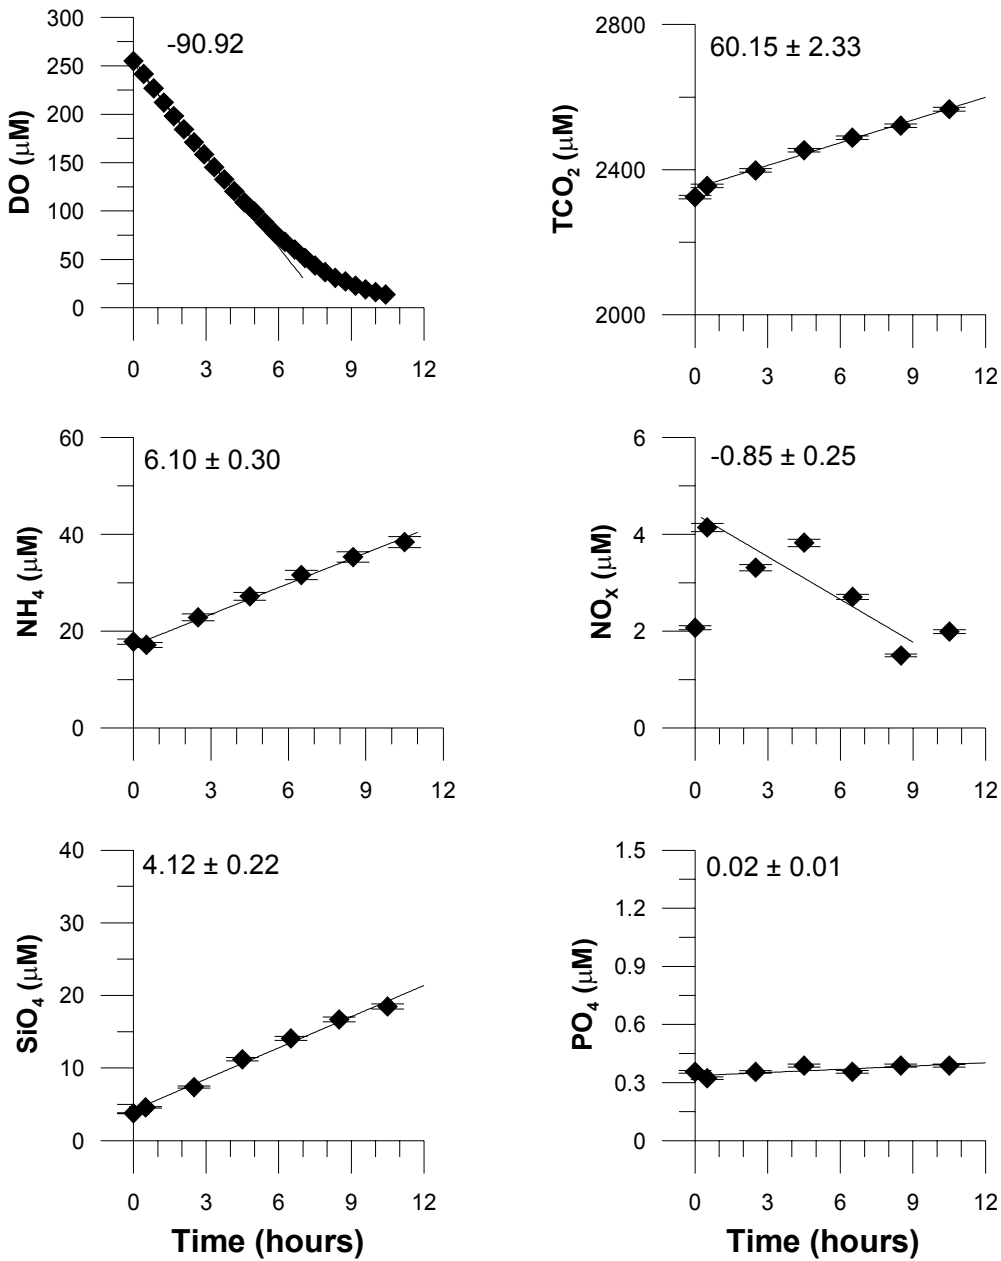 -90.92
DO (μM)
300
250
200
150
100
50
0
0 3 6 9 12
60.15 ± 2.33
TCO₂ (μM)
2800
2400
2000
0 3 6 9 12
6.10 ± 0.30
NH₄ (μM)
60
40
20
0
0 3 6 9 12
-0.85 ± 0.25
NOₓ (μM)
6
4
2
0
0 3 6 9 12
4.12 ± 0.22
SiO₄ (μM)
40
30
20
10
0
0 3 6 9 12
Time (hours)
0.02 ± 0.01
PO₄ (μM)
1.5
1.2
0.9
0.6
0.3
0
0 3 6 9 12
Time (hours)